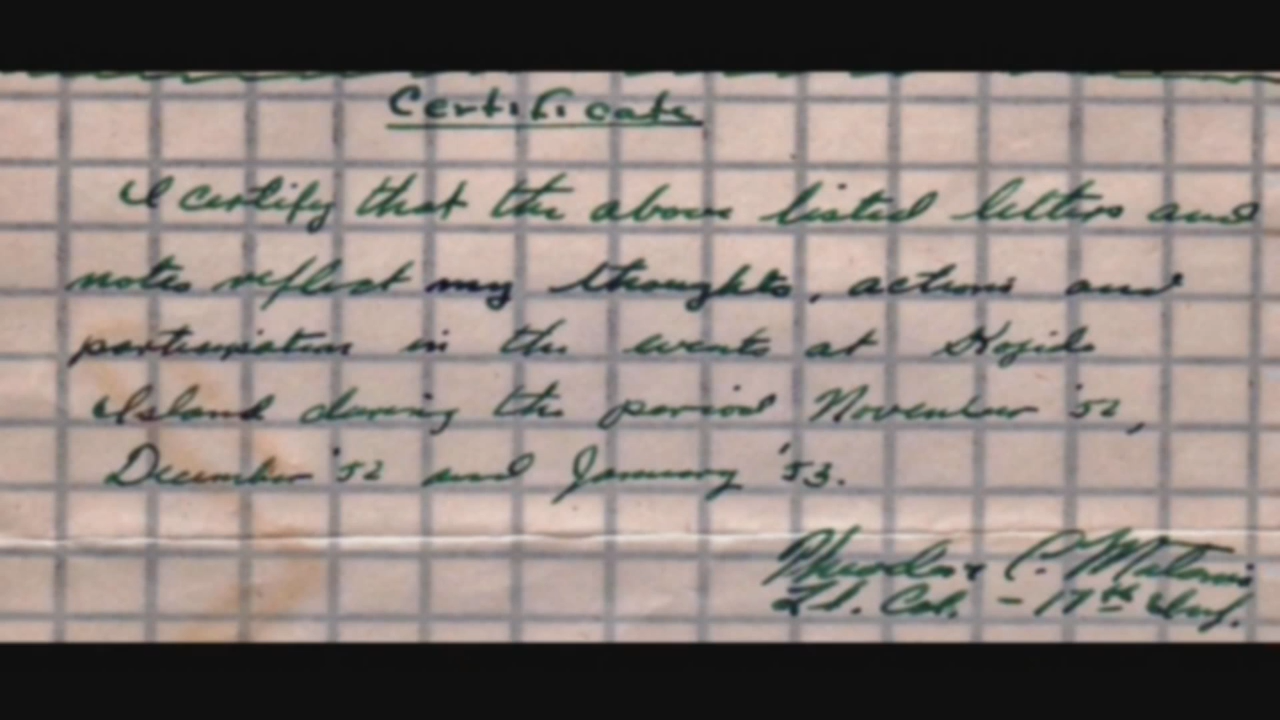 Certificate
I certify that the above listed letters and
notes reflect my thoughts, actions and
participation in the events at Kojido
Island during the period November '52,
December '52 and January '53.
C.
Lt. Col. - 17th Inf.